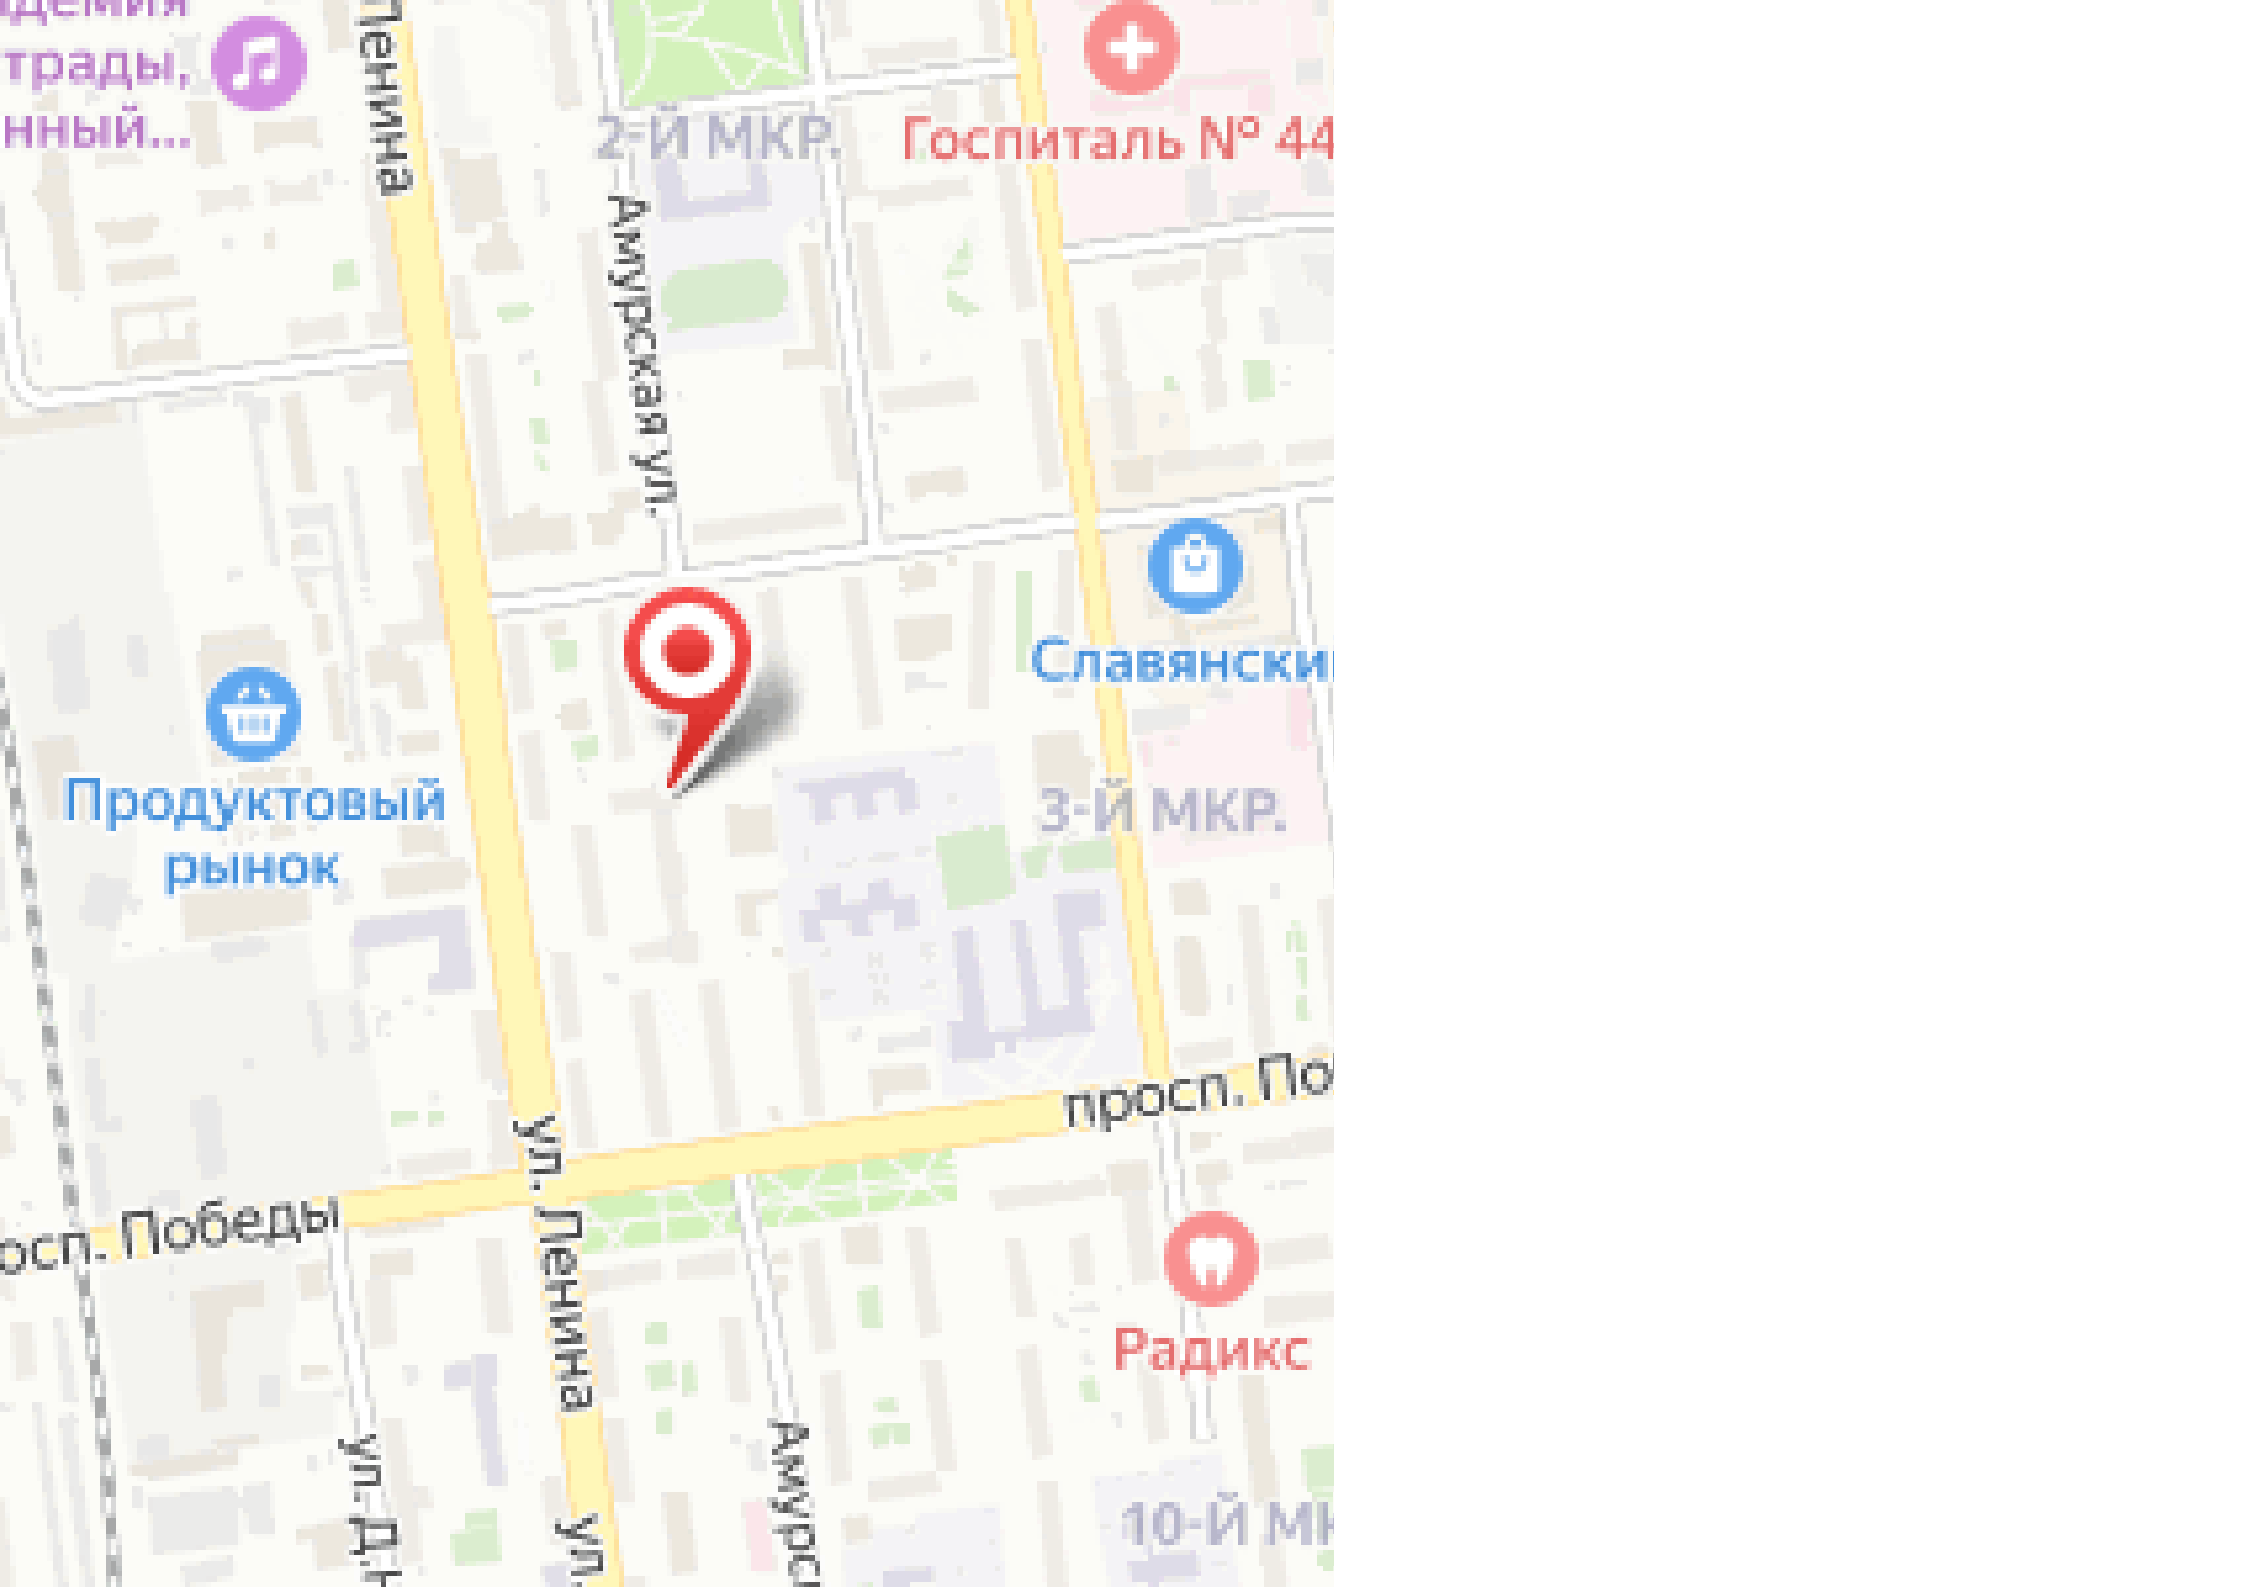 трады,
нный...
Ленина
2-Й МКР.
Госпиталь № 44
Амурская ул.
Славянски
Продуктовый
рынок
3-Й МКР.
просп. По
ул. Ленина
осп. Победы
Радикс
ул. Д.
Амурс
ул.
10-Й МК